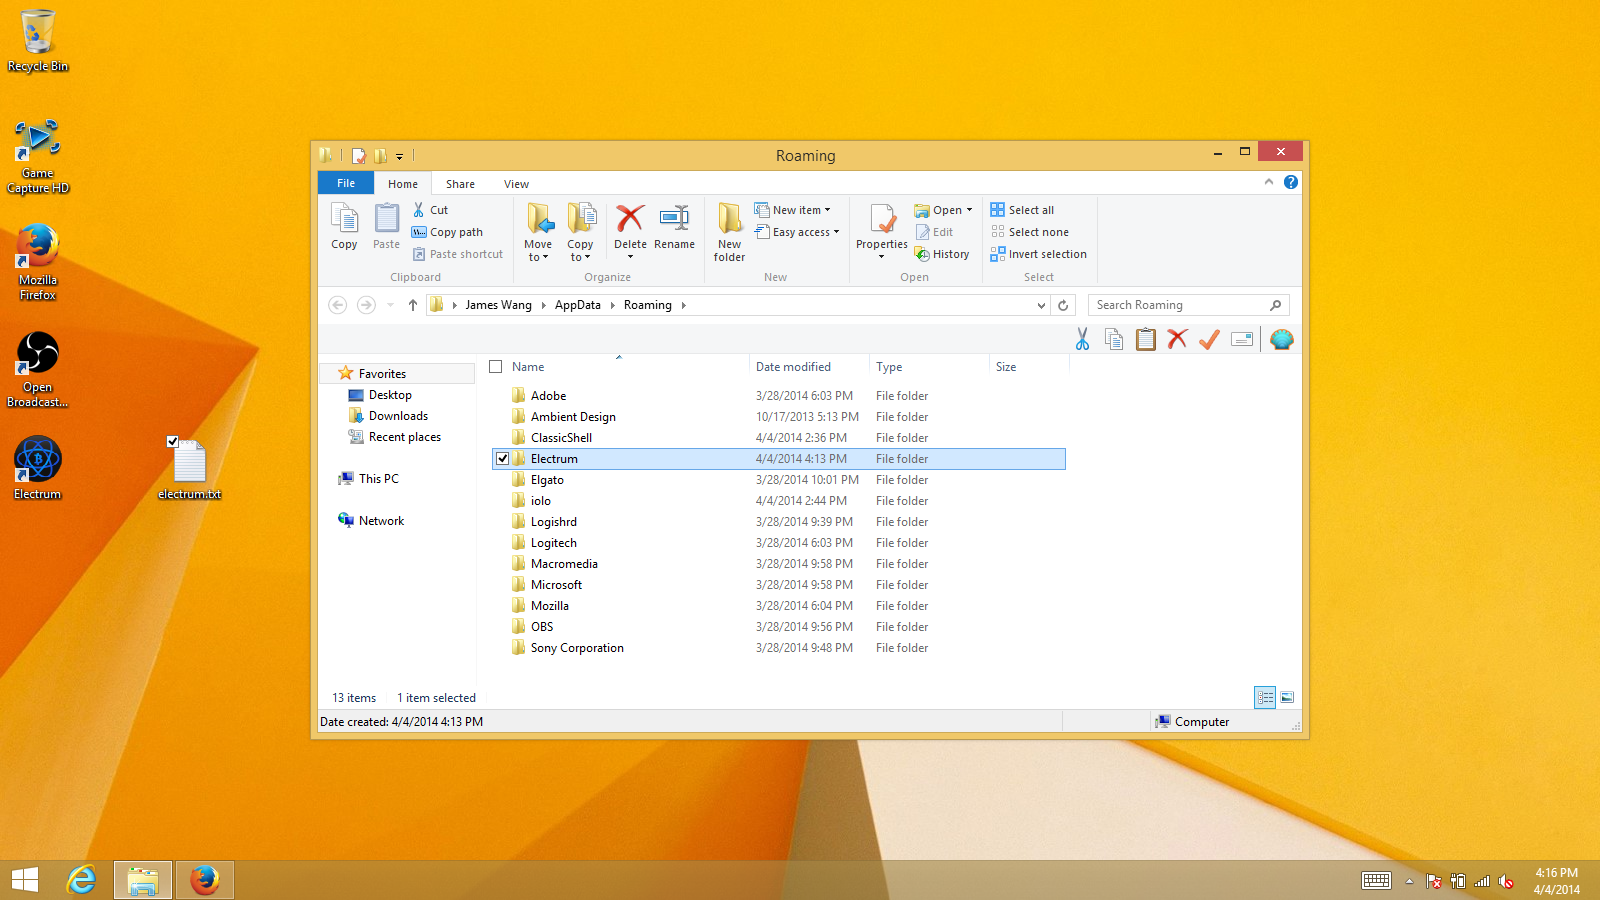 Recycle Bin
Game
Capture HD
Mozilla
Firefox
Open
Broadcast...
Electrum
electrum.txt
Roaming
File
Home
Share
View
Copy
Paste
Cut
Copy path
Paste shortcut
Clipboard
Move
to
Copy
to
Delete
Rename
Organize
New
folder
New item
Easy access
New
Properties
Open
Edit
History
Open
Select all
Select none
Invert selection
Select
James Wang
AppData
Roaming
Search Roaming
Favorites
Desktop
Downloads
Recent places
This PC
Network
Name Date modified Type Size
Adobe 3/28/2014 6:03 PM File folder
Ambient Design 10/17/2013 5:13 PM File folder
ClassicShell 4/4/2014 2:36 PM File folder
Electrum 4/4/2014 4:13 PM File folder
Elgato 3/28/2014 10:01 PM File folder
iolo 4/4/2014 2:44 PM File folder
Logishrd 3/28/2014 9:39 PM File folder
Logitech 3/28/2014 6:03 PM File folder
Macromedia 3/28/2014 9:58 PM File folder
Microsoft 3/28/2014 9:58 PM File folder
Mozilla 3/28/2014 6:04 PM File folder
OBS 3/28/2014 9:56 PM File folder
Sony Corporation 3/28/2014 9:48 PM File folder
13 items 1 item selected
Date created: 4/4/2014 4:13 PM
Computer
4:16 PM
4/4/2014